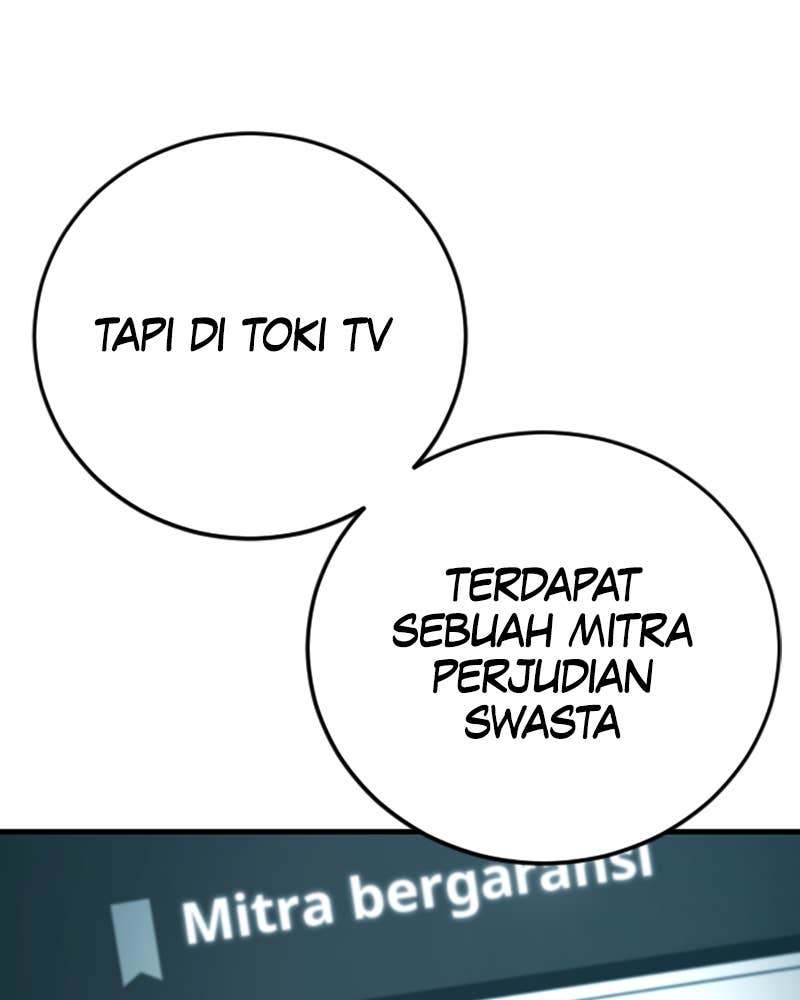 TAPI DI TOKI TV
TERDAPAT
SEBUAH MITRA
PERJUDIAN
SWASTA
Mitra bergaransi